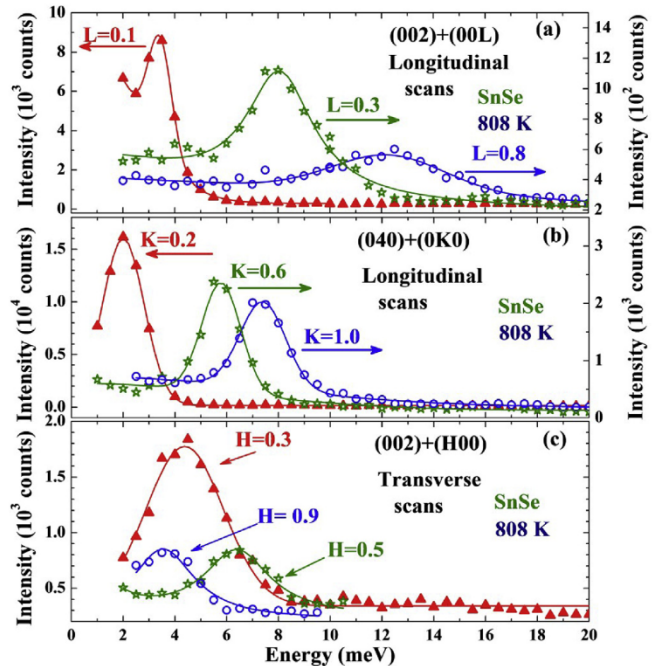 10
8
6
4
2
0
Intensity (10³ counts)
14
12
10
8
6
4
2
Intensity (10² counts)
L=0.1
(002)+(00L)
(a)
Longitudinal
scans
L=0.3
SnSe
808 K
L=0.8
1.5
1.0
0.5
0.0
Intensity (10⁴ counts)
3
2
1
0
Intensity (10³ counts)
K=0.2
(040)+(0K0)
(b)
K=0.6
Longitudinal
scans
K=1.0
SnSe
808 K
2.0
1.5
1.0
0.5
Intensity (10³ counts)
H=0.3
(002)+(H00)
(c)
Transverse
scans
H= 0.9
SnSe
808 K
H=0.5
0 2 4 6 8 10 12 14 16 18 20
Energy (meV)